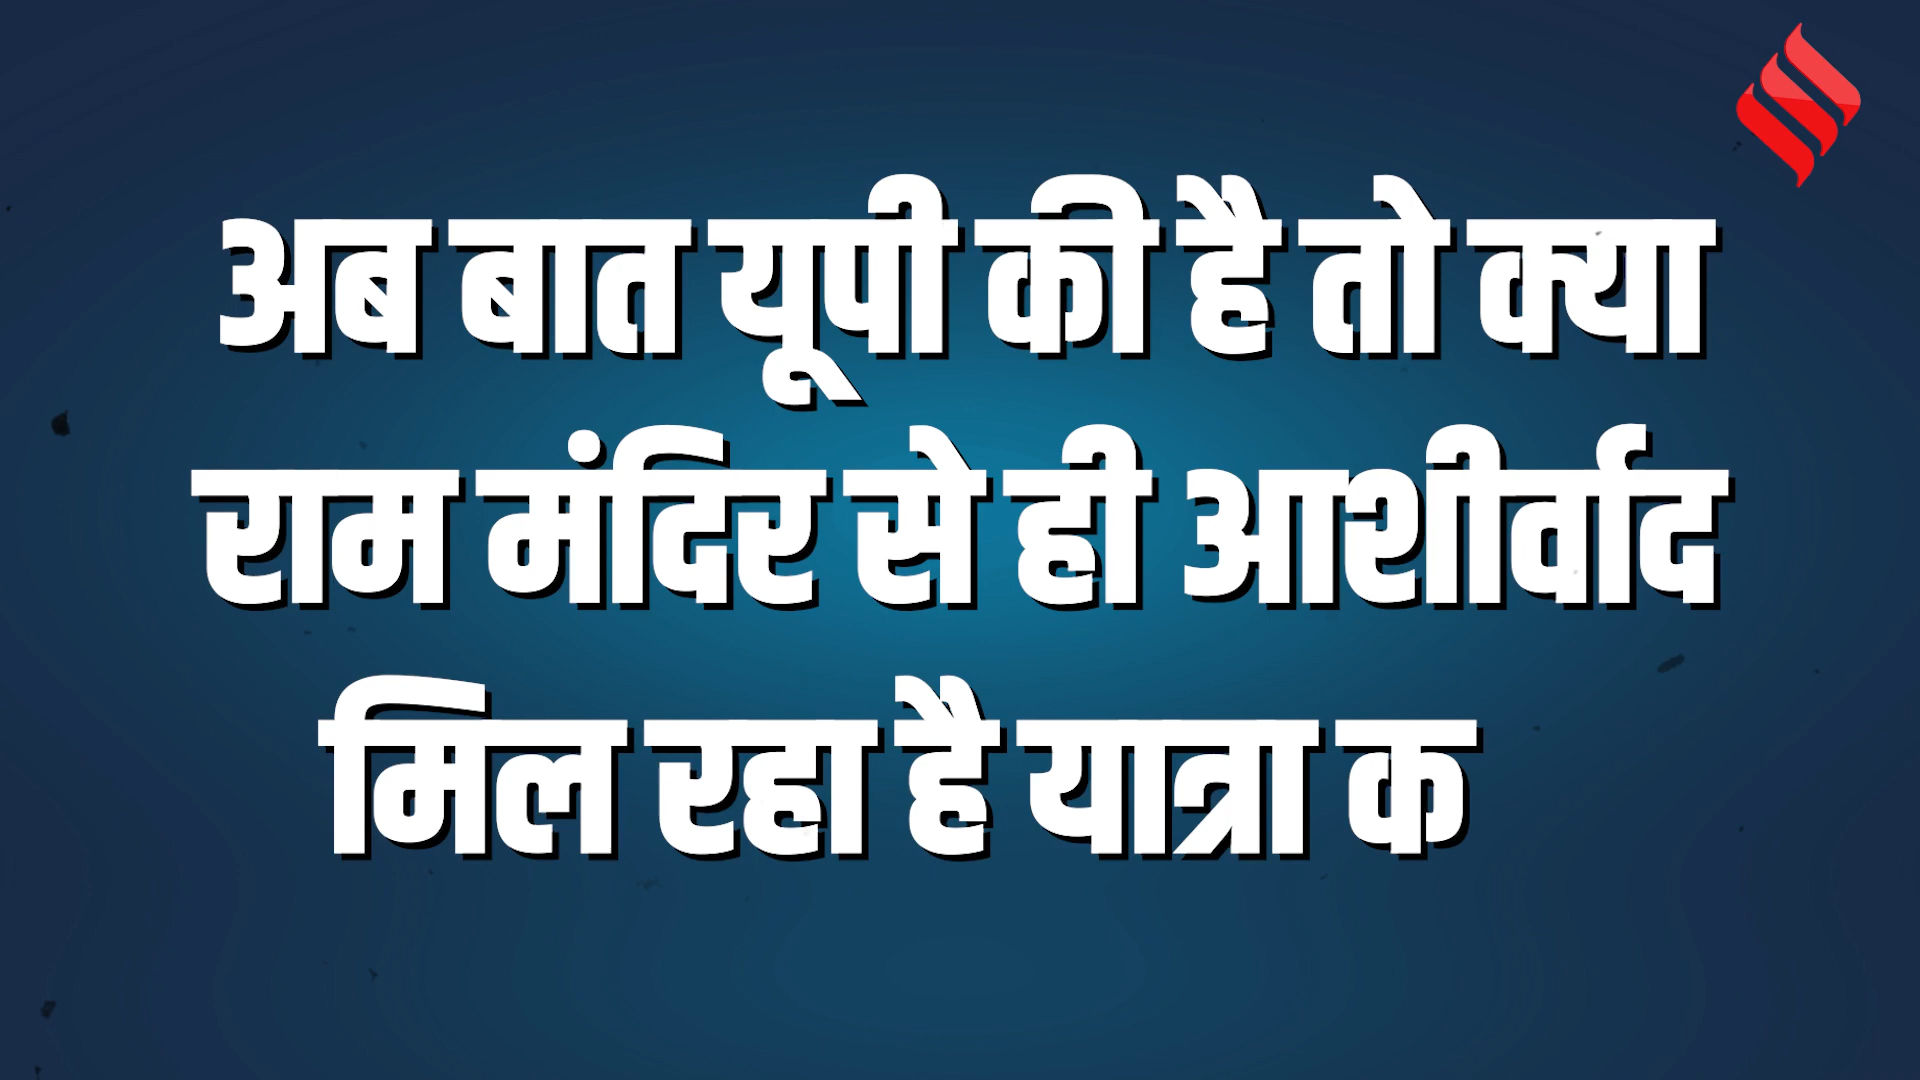 अब बात यूपी की है तो क्या
राम मंदिर से ही आशीर्वाद
मिल रहा है यात्रा क